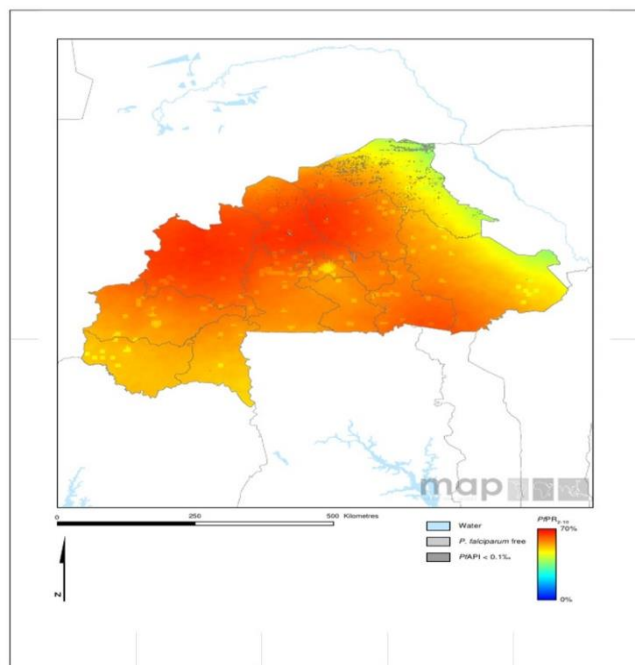 map
0
250
500 Kilometres
N
Water
P. falciparum free
PfAPI < 0.1‰
PfPR₂₋₁₀
70%
0%